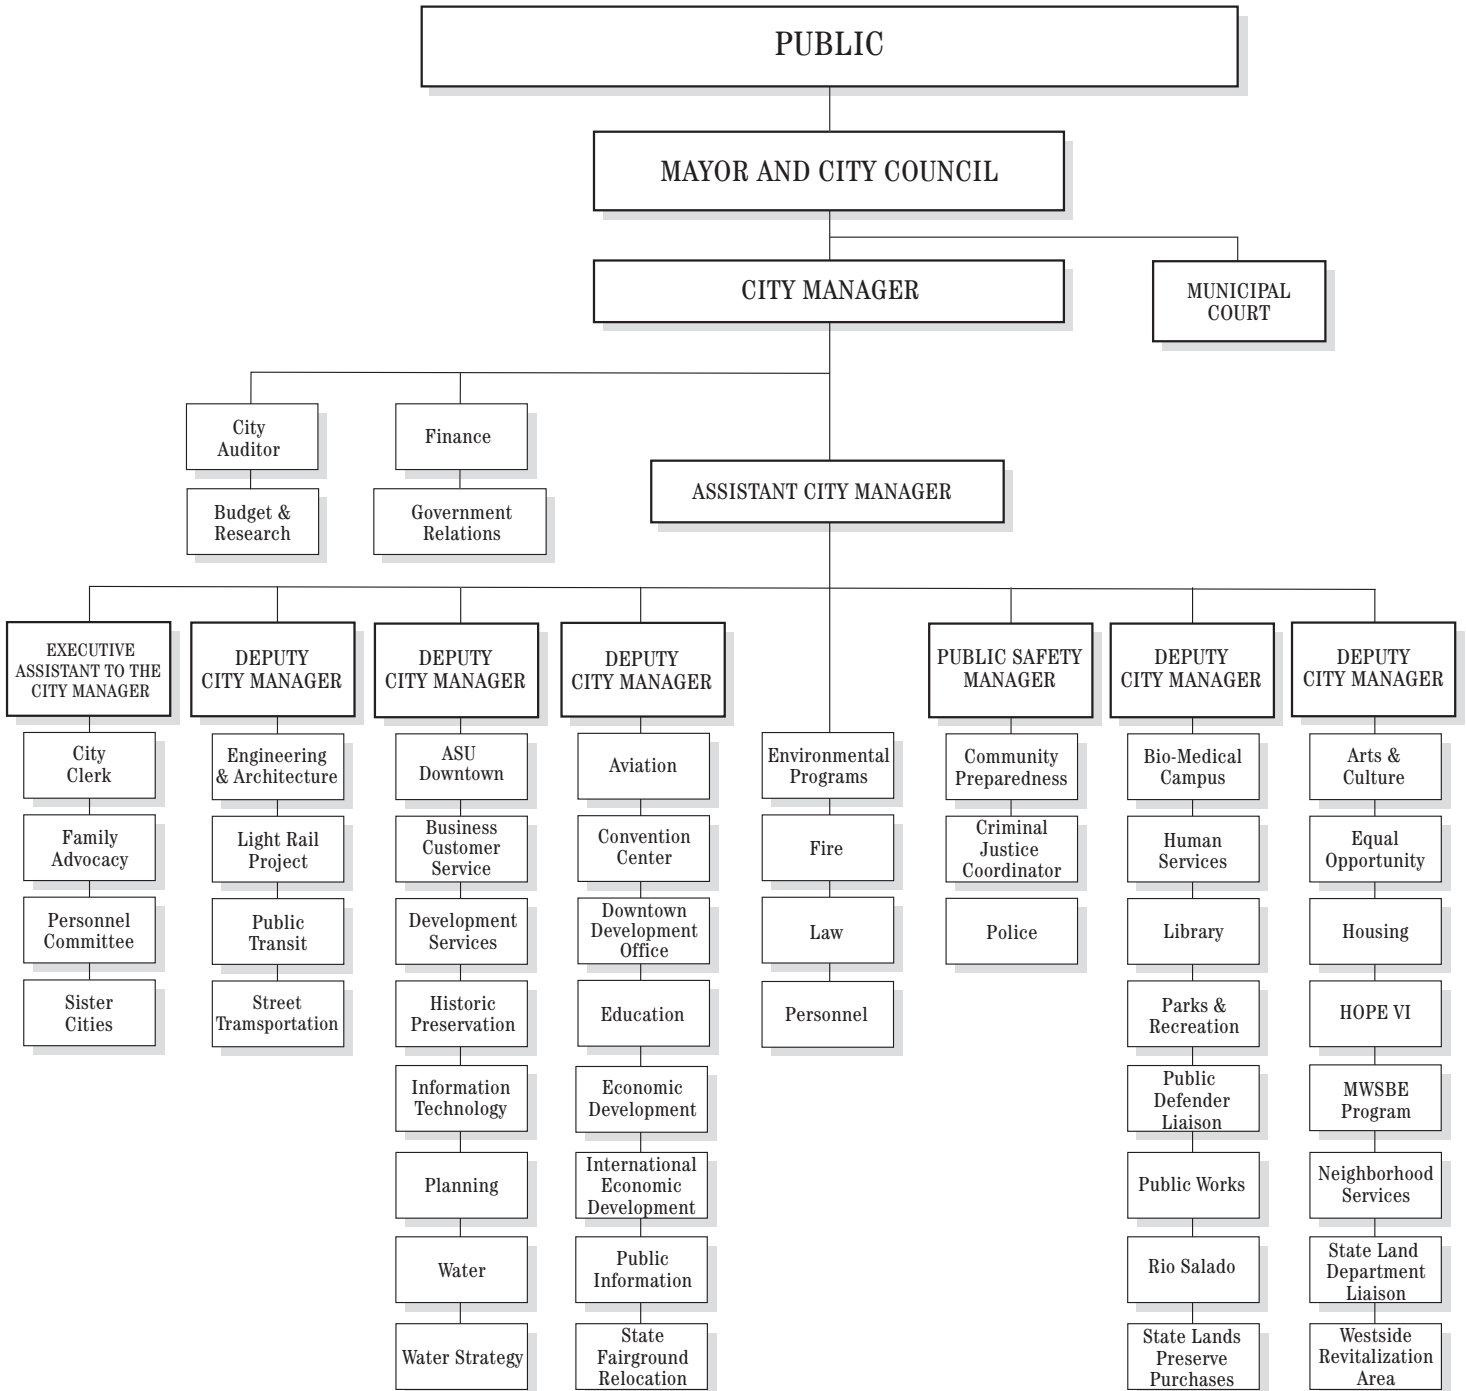 PUBLIC
MAYOR AND CITY COUNCIL
CITY MANAGER
MUNICIPAL
COURT
City
Auditor
Finance
Budget &
Research
Government
Relations
ASSISTANT CITY MANAGER
EXECUTIVE
ASSISTANT TO THE
CITY MANAGER
City
Clerk
Family
Advocacy
Personnel
Committee
Sister
Cities
DEPUTY
CITY MANAGER
Engineering
& Architecture
Light Rail
Project
Public
Transit
Street
Tramsportation
DEPUTY
CITY MANAGER
ASU
Downtown
Business
Customer
Service
Development
Services
Historic
Preservation
Information
Technology
Planning
Water
Water Strategy
DEPUTY
CITY MANAGER
Aviation
Convention
Center
Downtown
Development
Office
Education
Economic
Development
International
Economic
Development
Public
Information
State
Fairground
Relocation
Environmental
Programs
Fire
Law
Personnel
PUBLIC SAFETY
MANAGER
Community
Preparedness
Criminal
Justice
Coordinator
Police
DEPUTY
CITY MANAGER
Bio-Medical
Campus
Human
Services
Library
Parks &
Recreation
Public
Defender
Liaison
Public Works
Rio Salado
State Lands
Preserve
Purchases
DEPUTY
CITY MANAGER
Arts &
Culture
Equal
Opportunity
Housing
HOPE VI
MWSBE
Program
Neighborhood
Services
State Land
Department
Liaison
Westside
Revitalization
Area